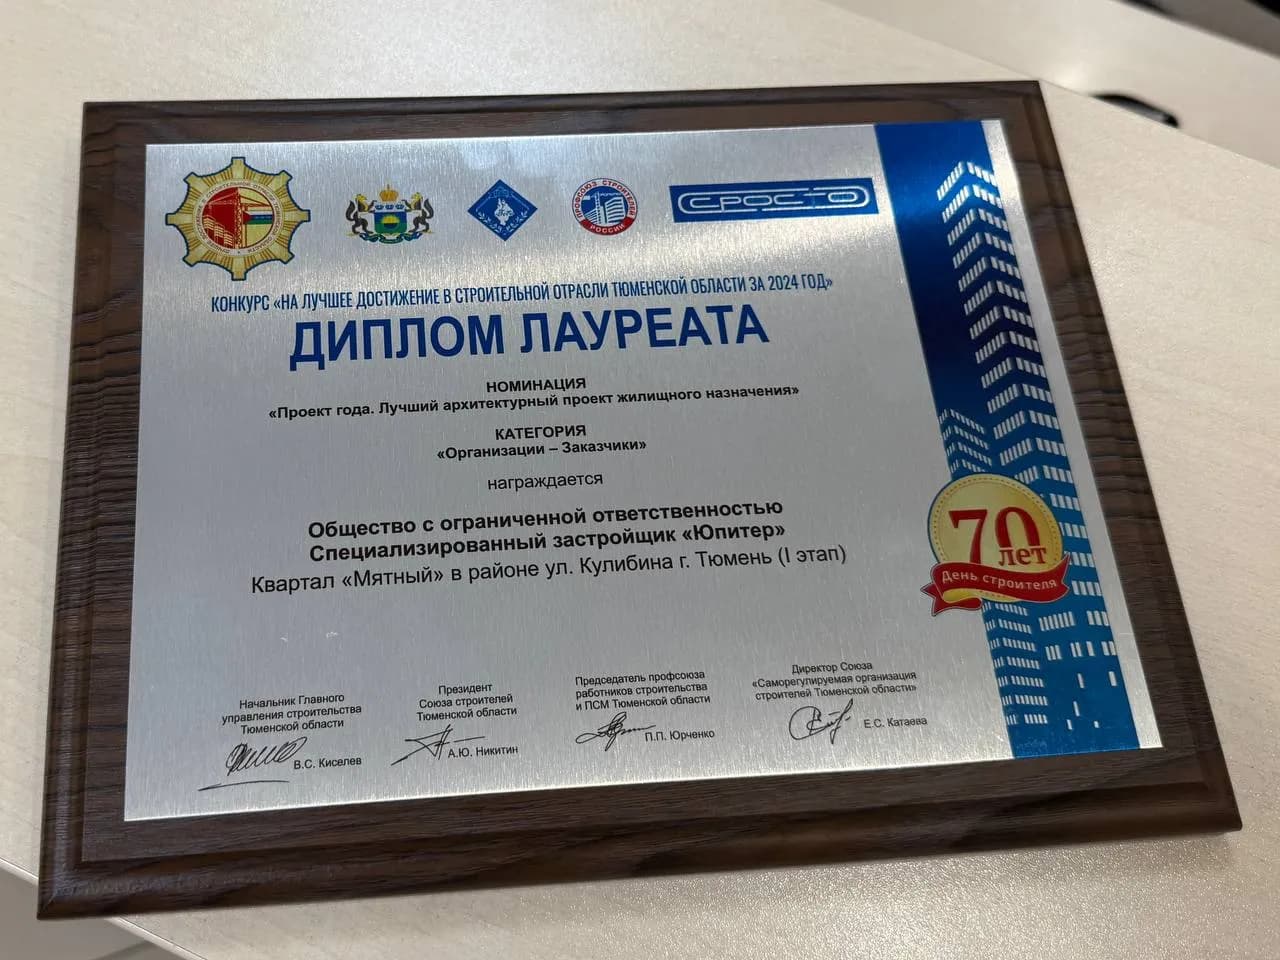 СРОСТО
ПРОФСОЮЗ СТРОИТЕЛЕЙ
РОССИИ
КОНКУРС «НА ЛУЧШЕЕ ДОСТИЖЕНИЕ В СТРОИТЕЛЬНОЙ ОТРАСЛИ ТЮМЕНСКОЙ ОБЛАСТИ ЗА 2024 ГОД»
ДИПЛОМ ЛАУРЕАТА
НОМИНАЦИЯ
«Проект года. Лучший архитектурный проект жилищного назначения»
КАТЕГОРИЯ
«Организации – Заказчики»
награждается
Общество с ограниченной ответственностью
Специализированный застройщик «Юпитер»
Квартал «Мятный» в районе ул. Кулибина г. Тюмень (I этап)
70
лет
День строителя
Начальник Главного
управления строительства
Тюменской области
В.С. Киселев
Президент
Союза строителей
Тюменской области
А.Ю. Никитин
Председатель профсоюза
работников строительства
и ПСМ Тюменской области
П.П. Юрченко
Директор Союза
«Саморегулируемая организация
строителей Тюменской области»
Е.С. Катаева